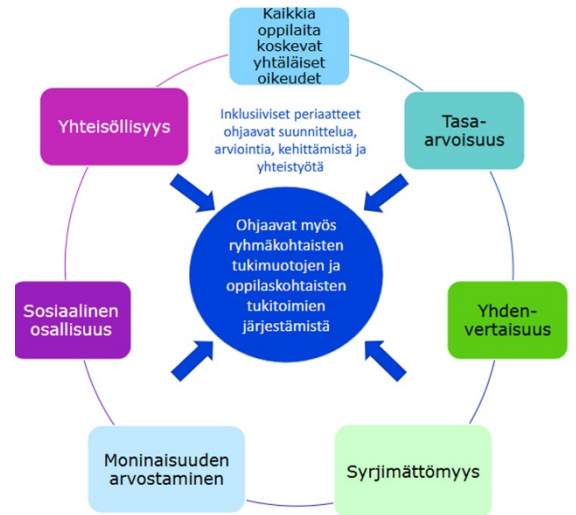 Kaikkia
oppilaita
koskevat
yhtäläiset
oikeudet
Inklusiiviset periaatteet
ohjaavat suunnittelua,
arviointia, kehittämistä ja
yhteistyötä
Yhteisöllisyys
Tasa-
arvoisuus
Ohjaavat myös
ryhmäkohtaisten
tukimuotojen ja
oppilaskohtaisten
tukitoimien
järjestämistä
Sosiaalinen
osallisuus
Yhden-
vertaisuus
Moninaisuuden
arvostaminen
Syrjimättömyys